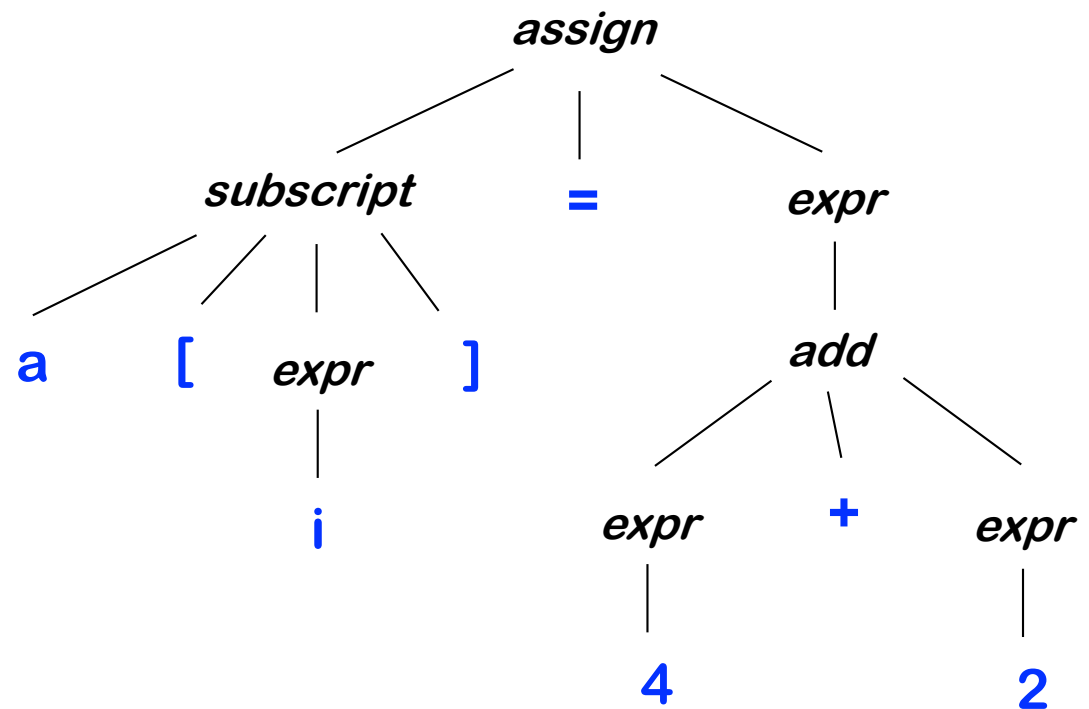 assign
subscript = expr
a [ expr ] add
i expr + expr
4 2